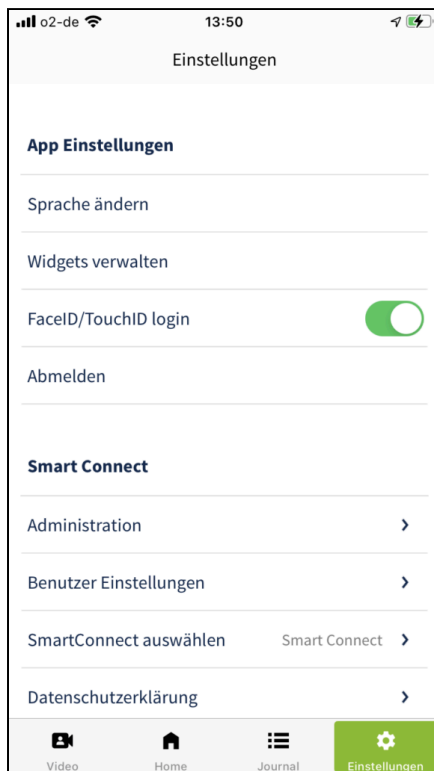 o2-de 13:50
Einstellungen
App Einstellungen
Sprache ändern
Widgets verwalten
FaceID/TouchID login
Abmelden
Smart Connect
Administration
Benutzer Einstellungen
SmartConnect auswählen Smart Connect
Datenschutzerklärung
Video Home Journal Einstellungen